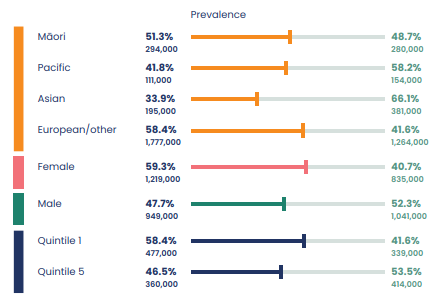 Prevalence
Māori 51.3% 48.7%
294,000 280,000
Pacific 41.8% 58.2%
111,000 154,000
Asian 33.9% 66.1%
195,000 381,000
European/other 58.4% 41.6%
1,777,000 1,264,000
Female 59.3% 40.7%
1,219,000 835,000
Male 47.7% 52.3%
949,000 1,041,000
Quintile 1 58.4% 41.6%
477,000 339,000
Quintile 5 46.5% 53.5%
360,000 414,000